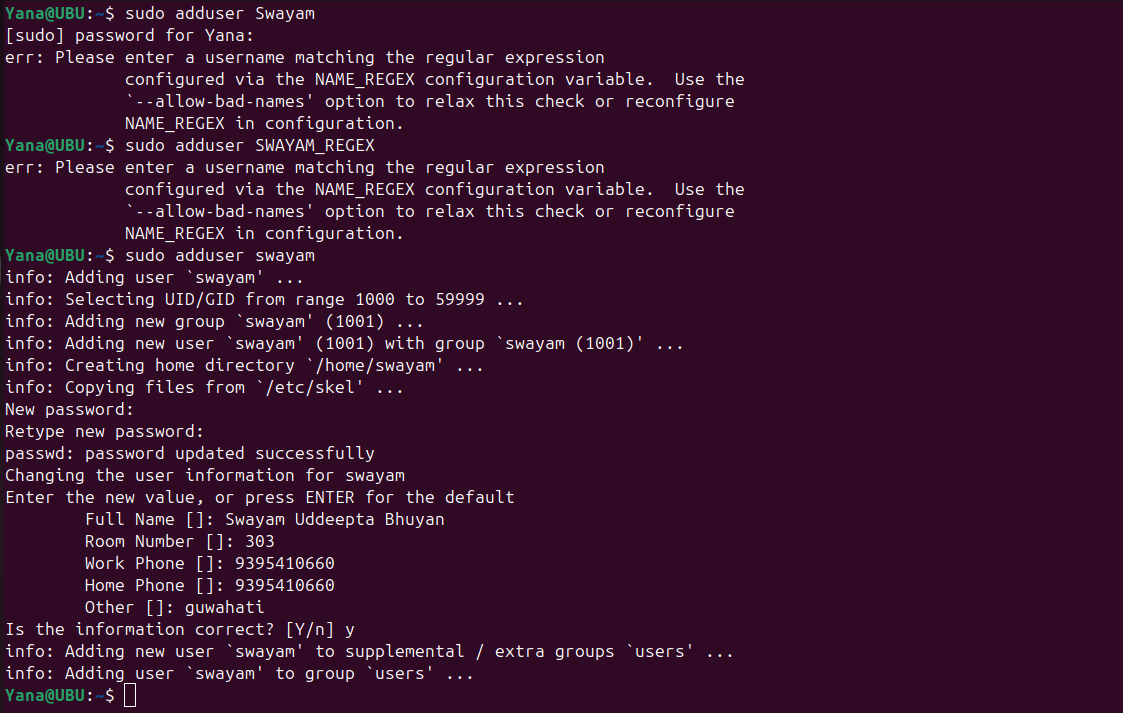 Yana@UBU:~$ sudo adduser Swayam
[sudo] password for Yana:
err: Please enter a username matching the regular expression
            configured via the NAME_REGEX configuration variable.  Use the
            `--allow-bad-names' option to relax this check or reconfigure
            NAME_REGEX in configuration.
Yana@UBU:~$ sudo adduser SWAYAM_REGEX
err: Please enter a username matching the regular expression
            configured via the NAME_REGEX configuration variable.  Use the
            `--allow-bad-names' option to relax this check or reconfigure
            NAME_REGEX in configuration.
Yana@UBU:~$ sudo adduser swayam
info: Adding user `swayam' ...
info: Selecting UID/GID from range 1000 to 59999 ...
info: Adding new group `swayam' (1001) ...
info: Adding new user `swayam' (1001) with group `swayam (1001)' ...
info: Creating home directory `/home/swayam' ...
info: Copying files from `/etc/skel' ...
New password:
Retype new password:
passwd: password updated successfully
Changing the user information for swayam
Enter the new value, or press ENTER for the default
        Full Name []: Swayam Uddeepta Bhuyan
        Room Number []: 303
        Work Phone []: 9395410660
        Home Phone []: 9395410660
        Other []: guwahati
Is the information correct? [Y/n] y
info: Adding new user `swayam' to supplemental / extra groups `users' ...
info: Adding user `swayam' to group `users' ...
Yana@UBU:~$